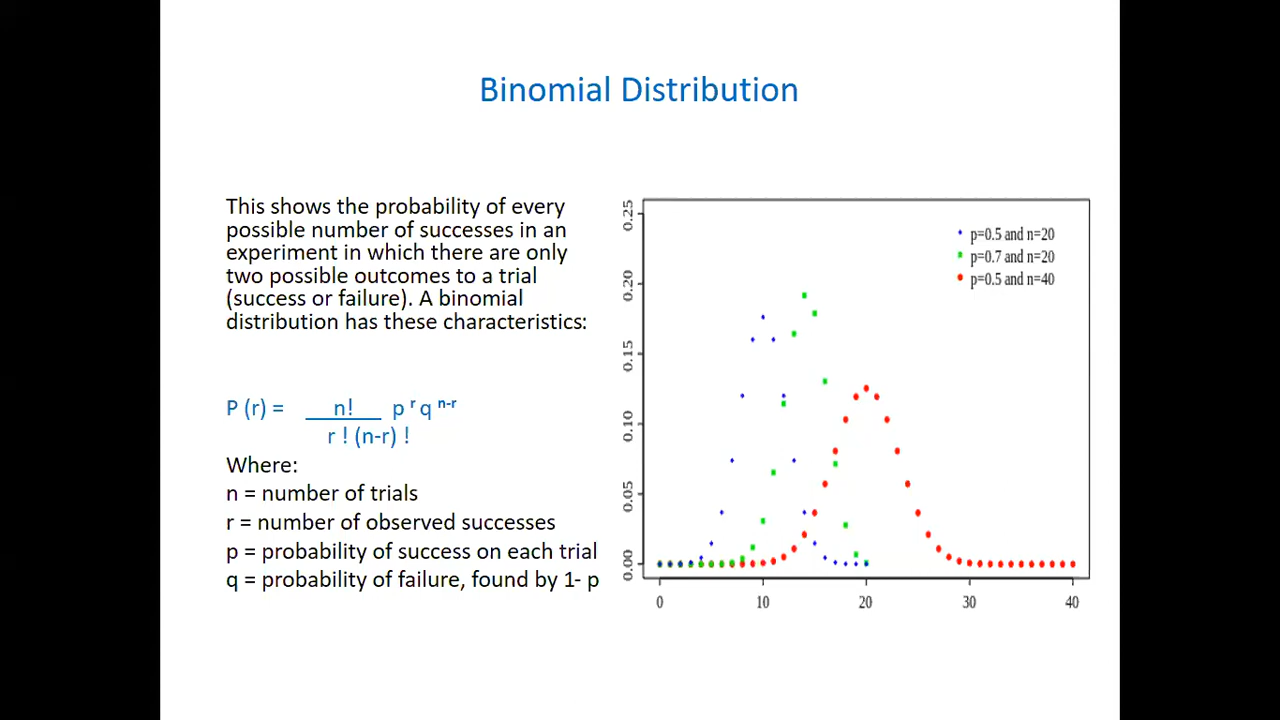 Binomial Distribution
This shows the probability of every
possible number of successes in an
experiment in which there are only
two possible outcomes to a trial
(success or failure). A binomial
distribution has these characteristics:
P (r) = n! p r q n-r
r ! (n-r) !
Where:
n = number of trials
r = number of observed successes
p = probability of success on each trial
q = probability of failure, found by 1- p
0.25
0.20
0.15
0.10
0.05
0.00
p=0.5 and n=20
p=0.7 and n=20
p=0.5 and n=40
0 10 20 30 40